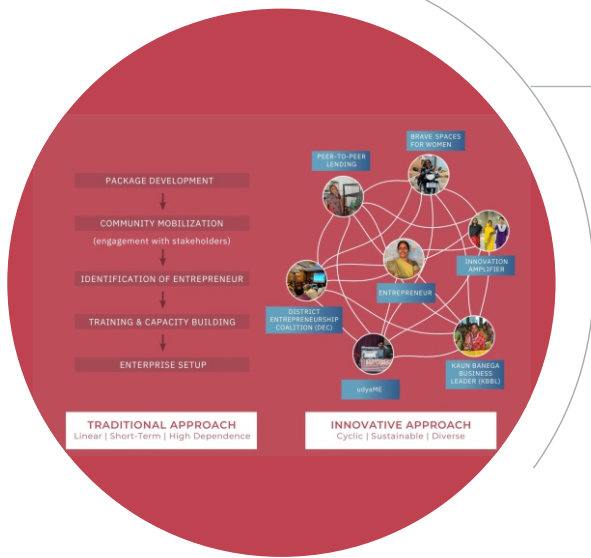 PACKAGE DEVELOPMENT
COMMUNITY MOBILIZATION
(engagement with stakeholders)
IDENTIFICATION OF ENTREPRENEUR
TRAINING & CAPACITY BUILDING
ENTERPRISE SETUP
TRADITIONAL APPROACH
Linear | Short-Term | High Dependence
BRAVE SPACES
FOR WOMEN
PEER-TO-PEER
LENDING
INNOVATION
AMPLIFIER
ENTREPRENEUR
DISTRICT
ENTREPRENEURSHIP
COALITION (DEC)
KAUN BANEGA
BUSINESS
LEADER (KBBL)
udyaME
INNOVATIVE APPROACH
Cyclic | Sustainable | Diverse